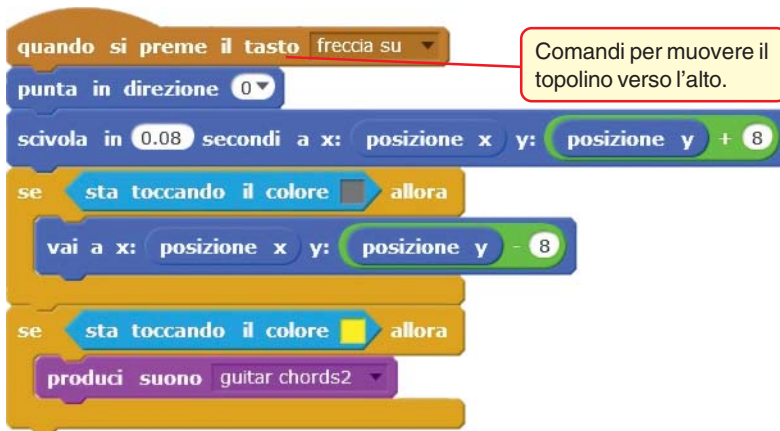 quando si preme il tasto freccia su
Comandi per muovere il
topolino verso l'alto.
punta in direzione 0
scivola in 0.08 secondi a x: posizione x y: posizione y + 8
se sta toccando il colore allora
vai a x: posizione x y: posizione y - 8
se sta toccando il colore allora
produci suono guitar chords2